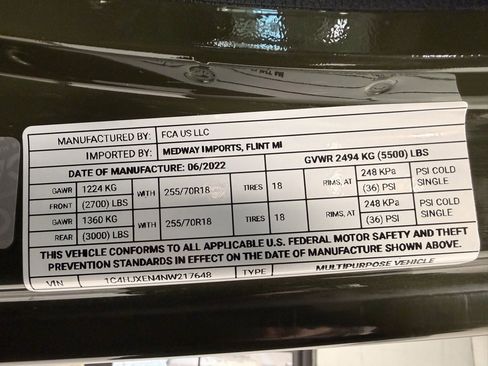 MANUFACTURED BY: FCA US LLC
IMPORTED BY: MEDWAY IMPORTS, FLINT MI
DATE OF MANUFACTURE: 06/2022 GVWR 2494 KG (5500) LBS
GAWR 1224 KG WITH 255/70R18 TIRES 18 RIMS, AT 248 KPa PSI COLD
FRONT (2700) LBS (36) PSI SINGLE
GAWR 1360 KG WITH 255/70R18 TIRES 18 RIMS, AT 248 KPa PSI COLD
REAR (3000) LBS (36) PSI SINGLE
THIS VEHICLE CONFORMS TO ALL APPLICABLE U.S. FEDERAL MOTOR SAFETY AND THEFT
PREVENTION STANDARDS IN EFFECT ON THE DATE OF MANUFACTURE SHOWN ABOVE.
VIN 1C4HJXEN4NW217648 TYPE MULTIPURPOSE VEHICLE